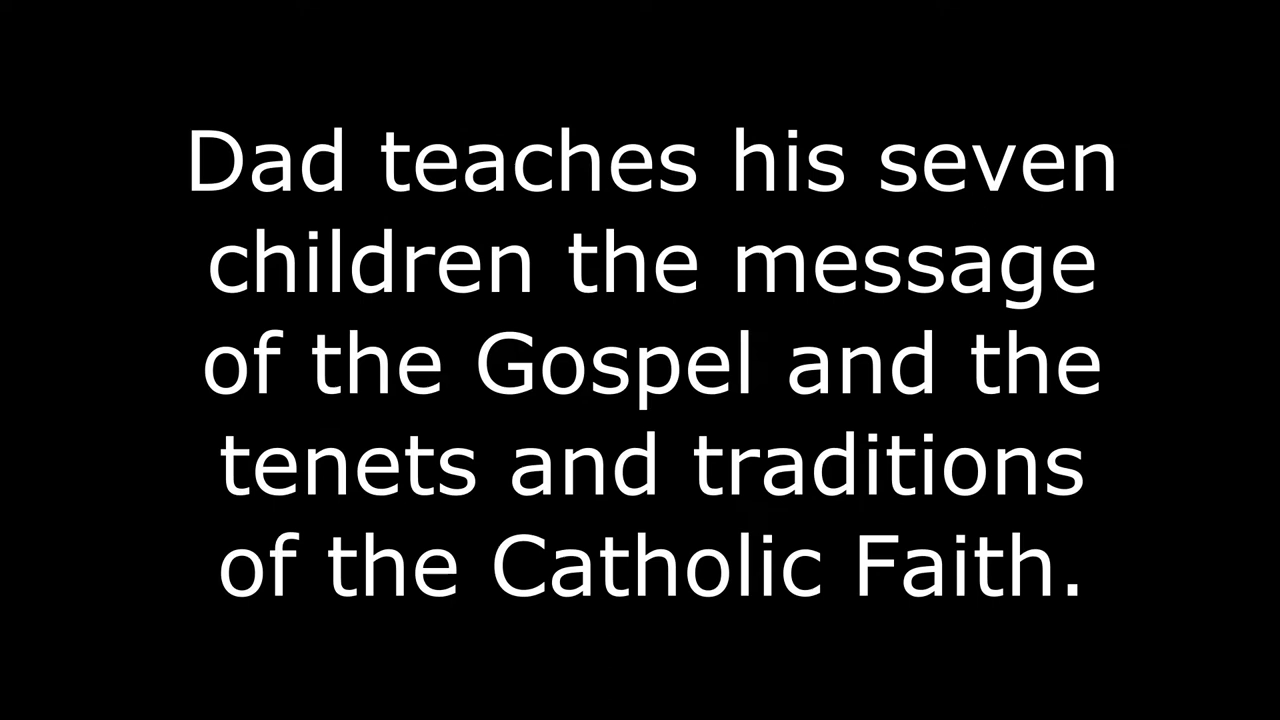 Dad teaches his seven
children the message
of the Gospel and the
tenets and traditions
of the Catholic Faith.